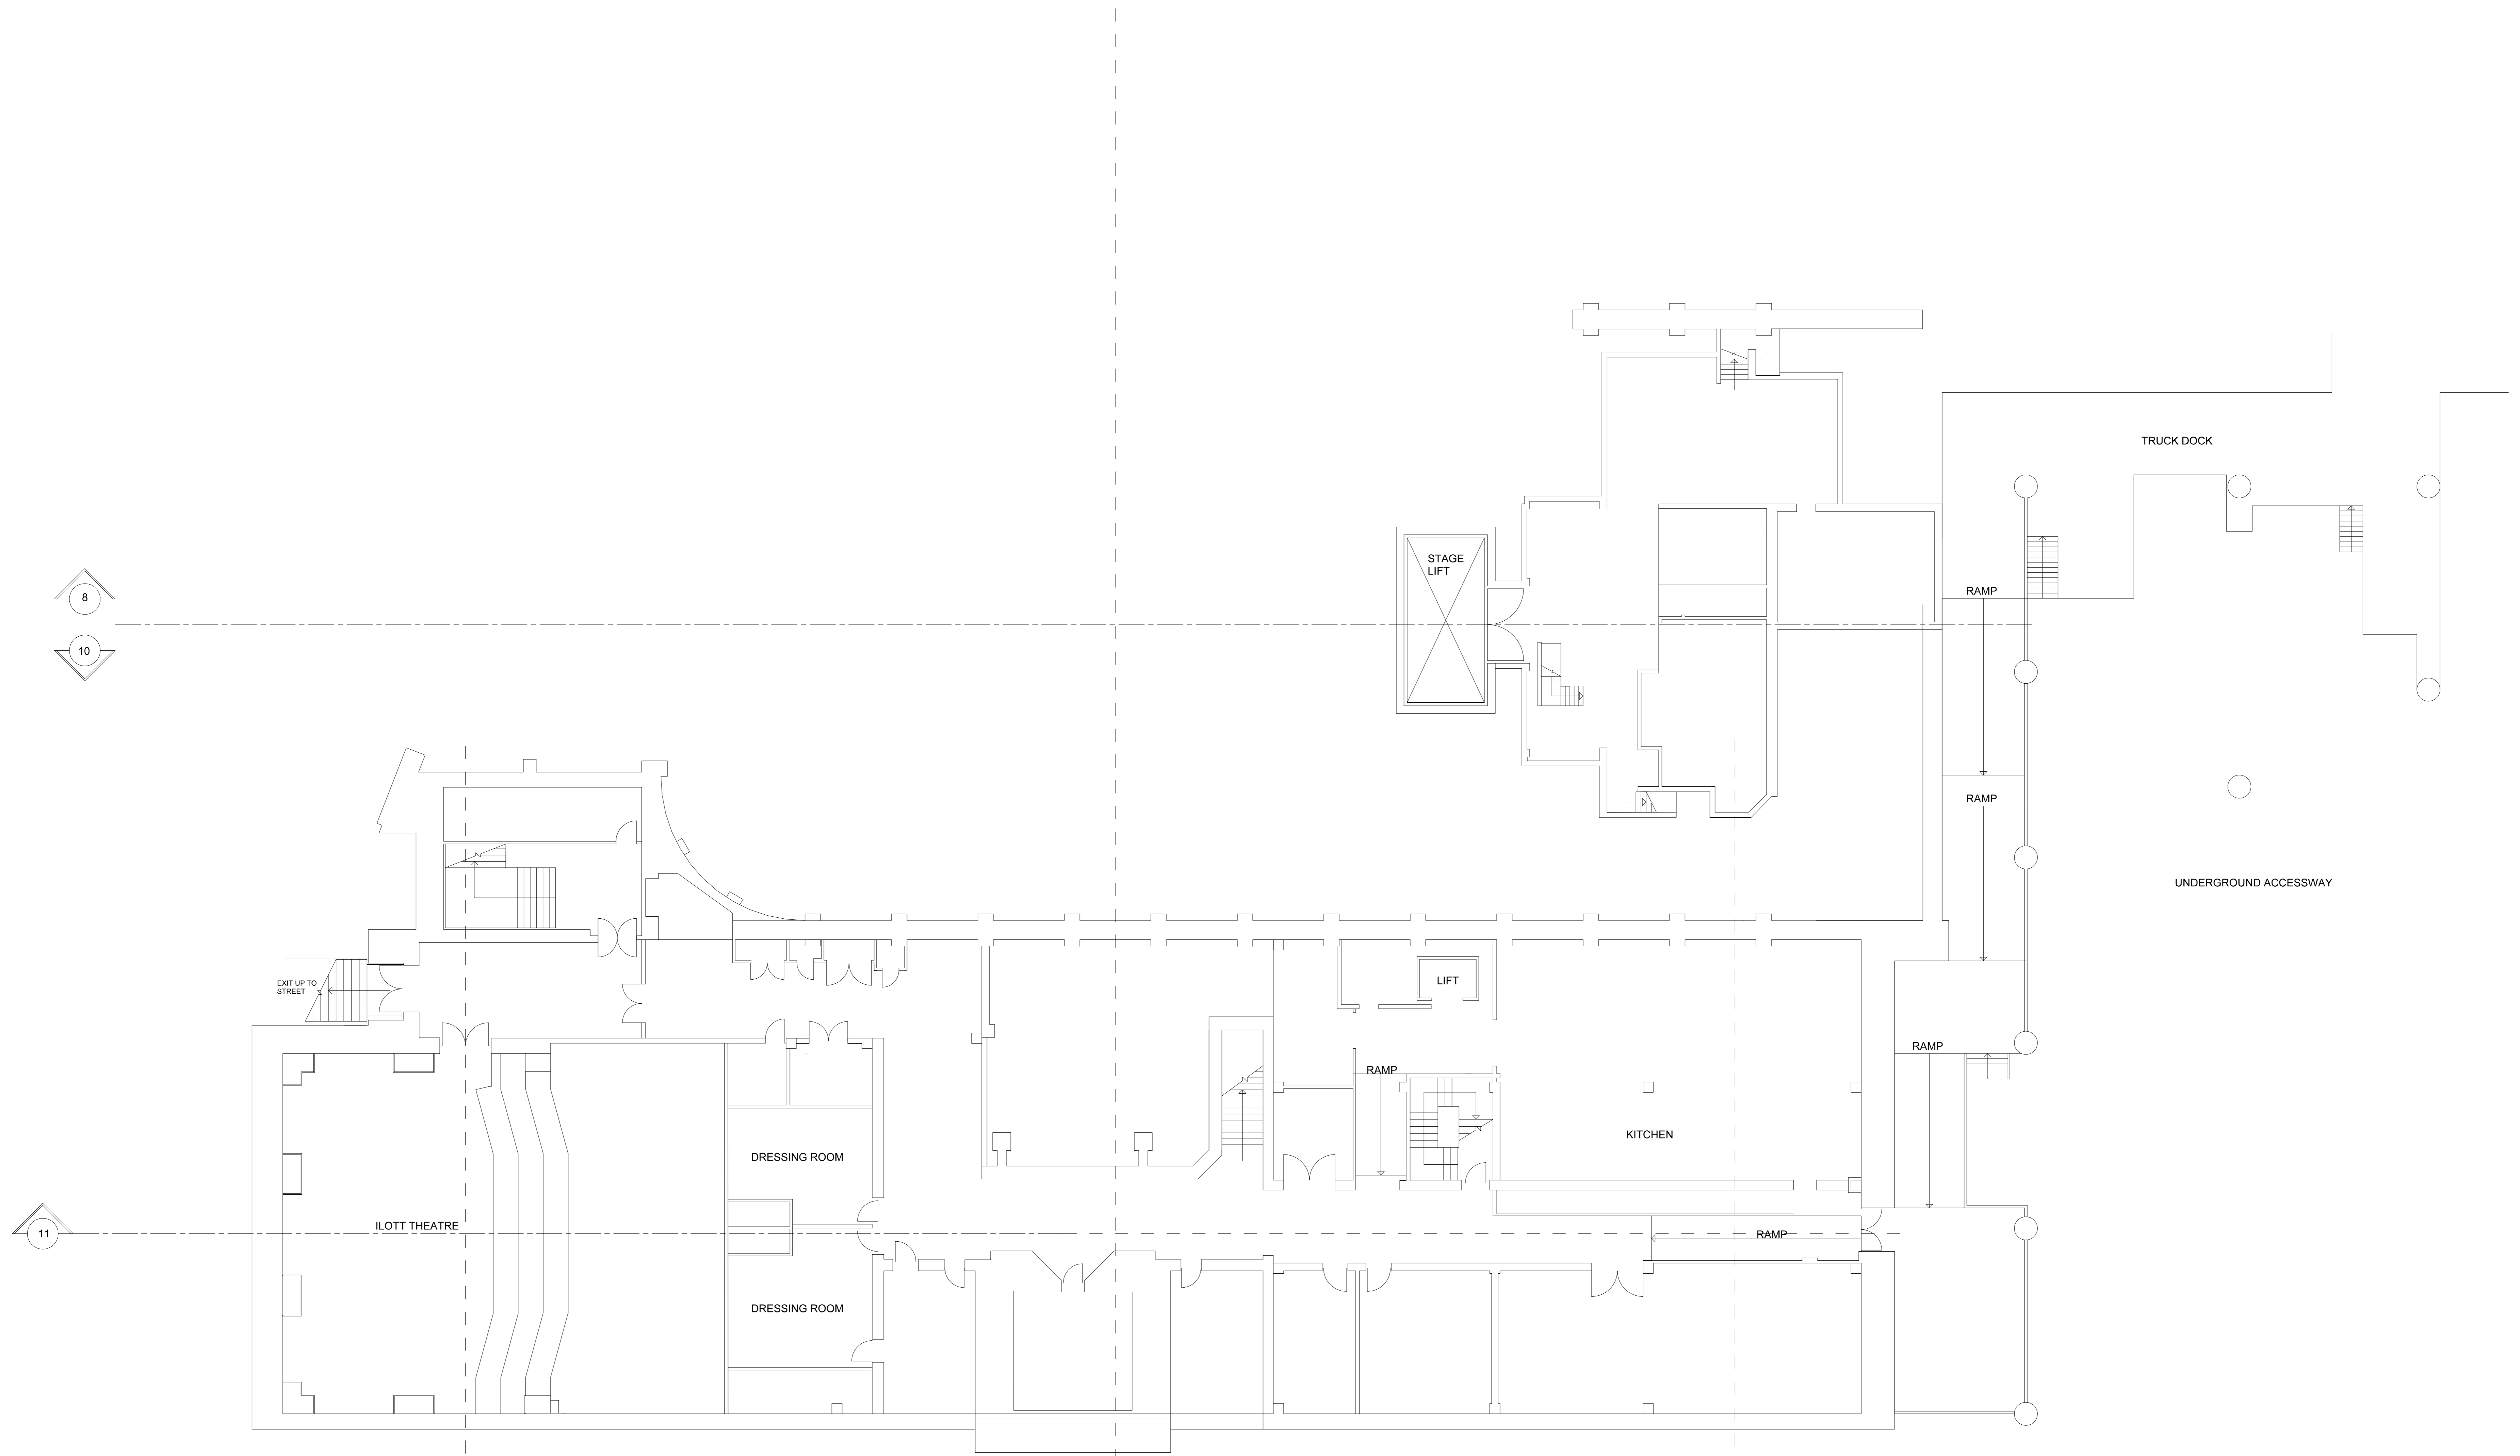 TRUCK DOCK
STAGE
LIFT
RAMP
8
10
RAMP
UNDERGROUND ACCESSWAY
EXIT UP TO
STREET
LIFT
RAMP
RAMP
KITCHEN
DRESSING ROOM
ILOTT THEATRE
11
RAMP
DRESSING ROOM